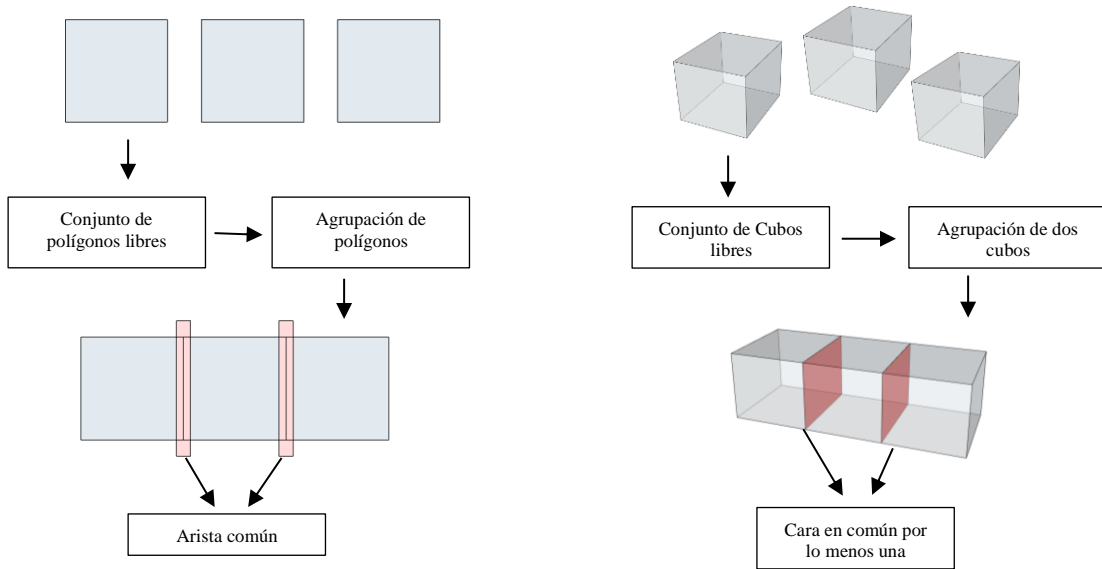 Conjunto de
polígonos libres
Agrupación de
polígonos
Arista común
Conjunto de Cubos
libres
Agrupación de dos
cubos
Cara en común por
lo menos una